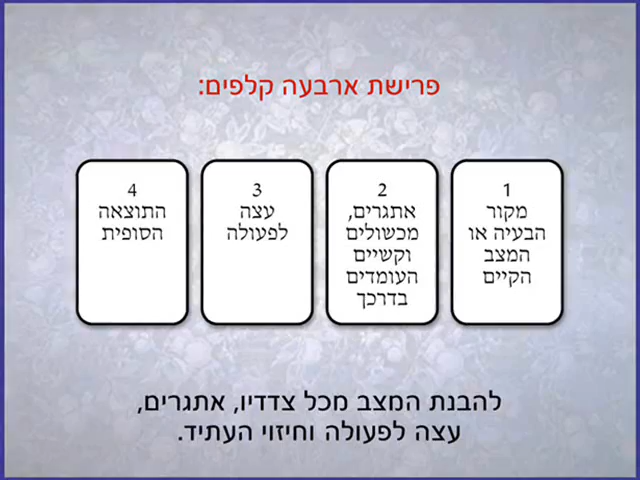 פרישת ארבעה קלפים:
1
מקור
הבעיה או
המצב
הקיים
2
אתגרים,
מכשולים
וקשיים
העומדים
בדרכך
3
עצה
לפעולה
4
התוצאה
הסופית
להבנת המצב מכל צדדיו, אתגרים,
עצה לפעולה וחיזוי העתיד.